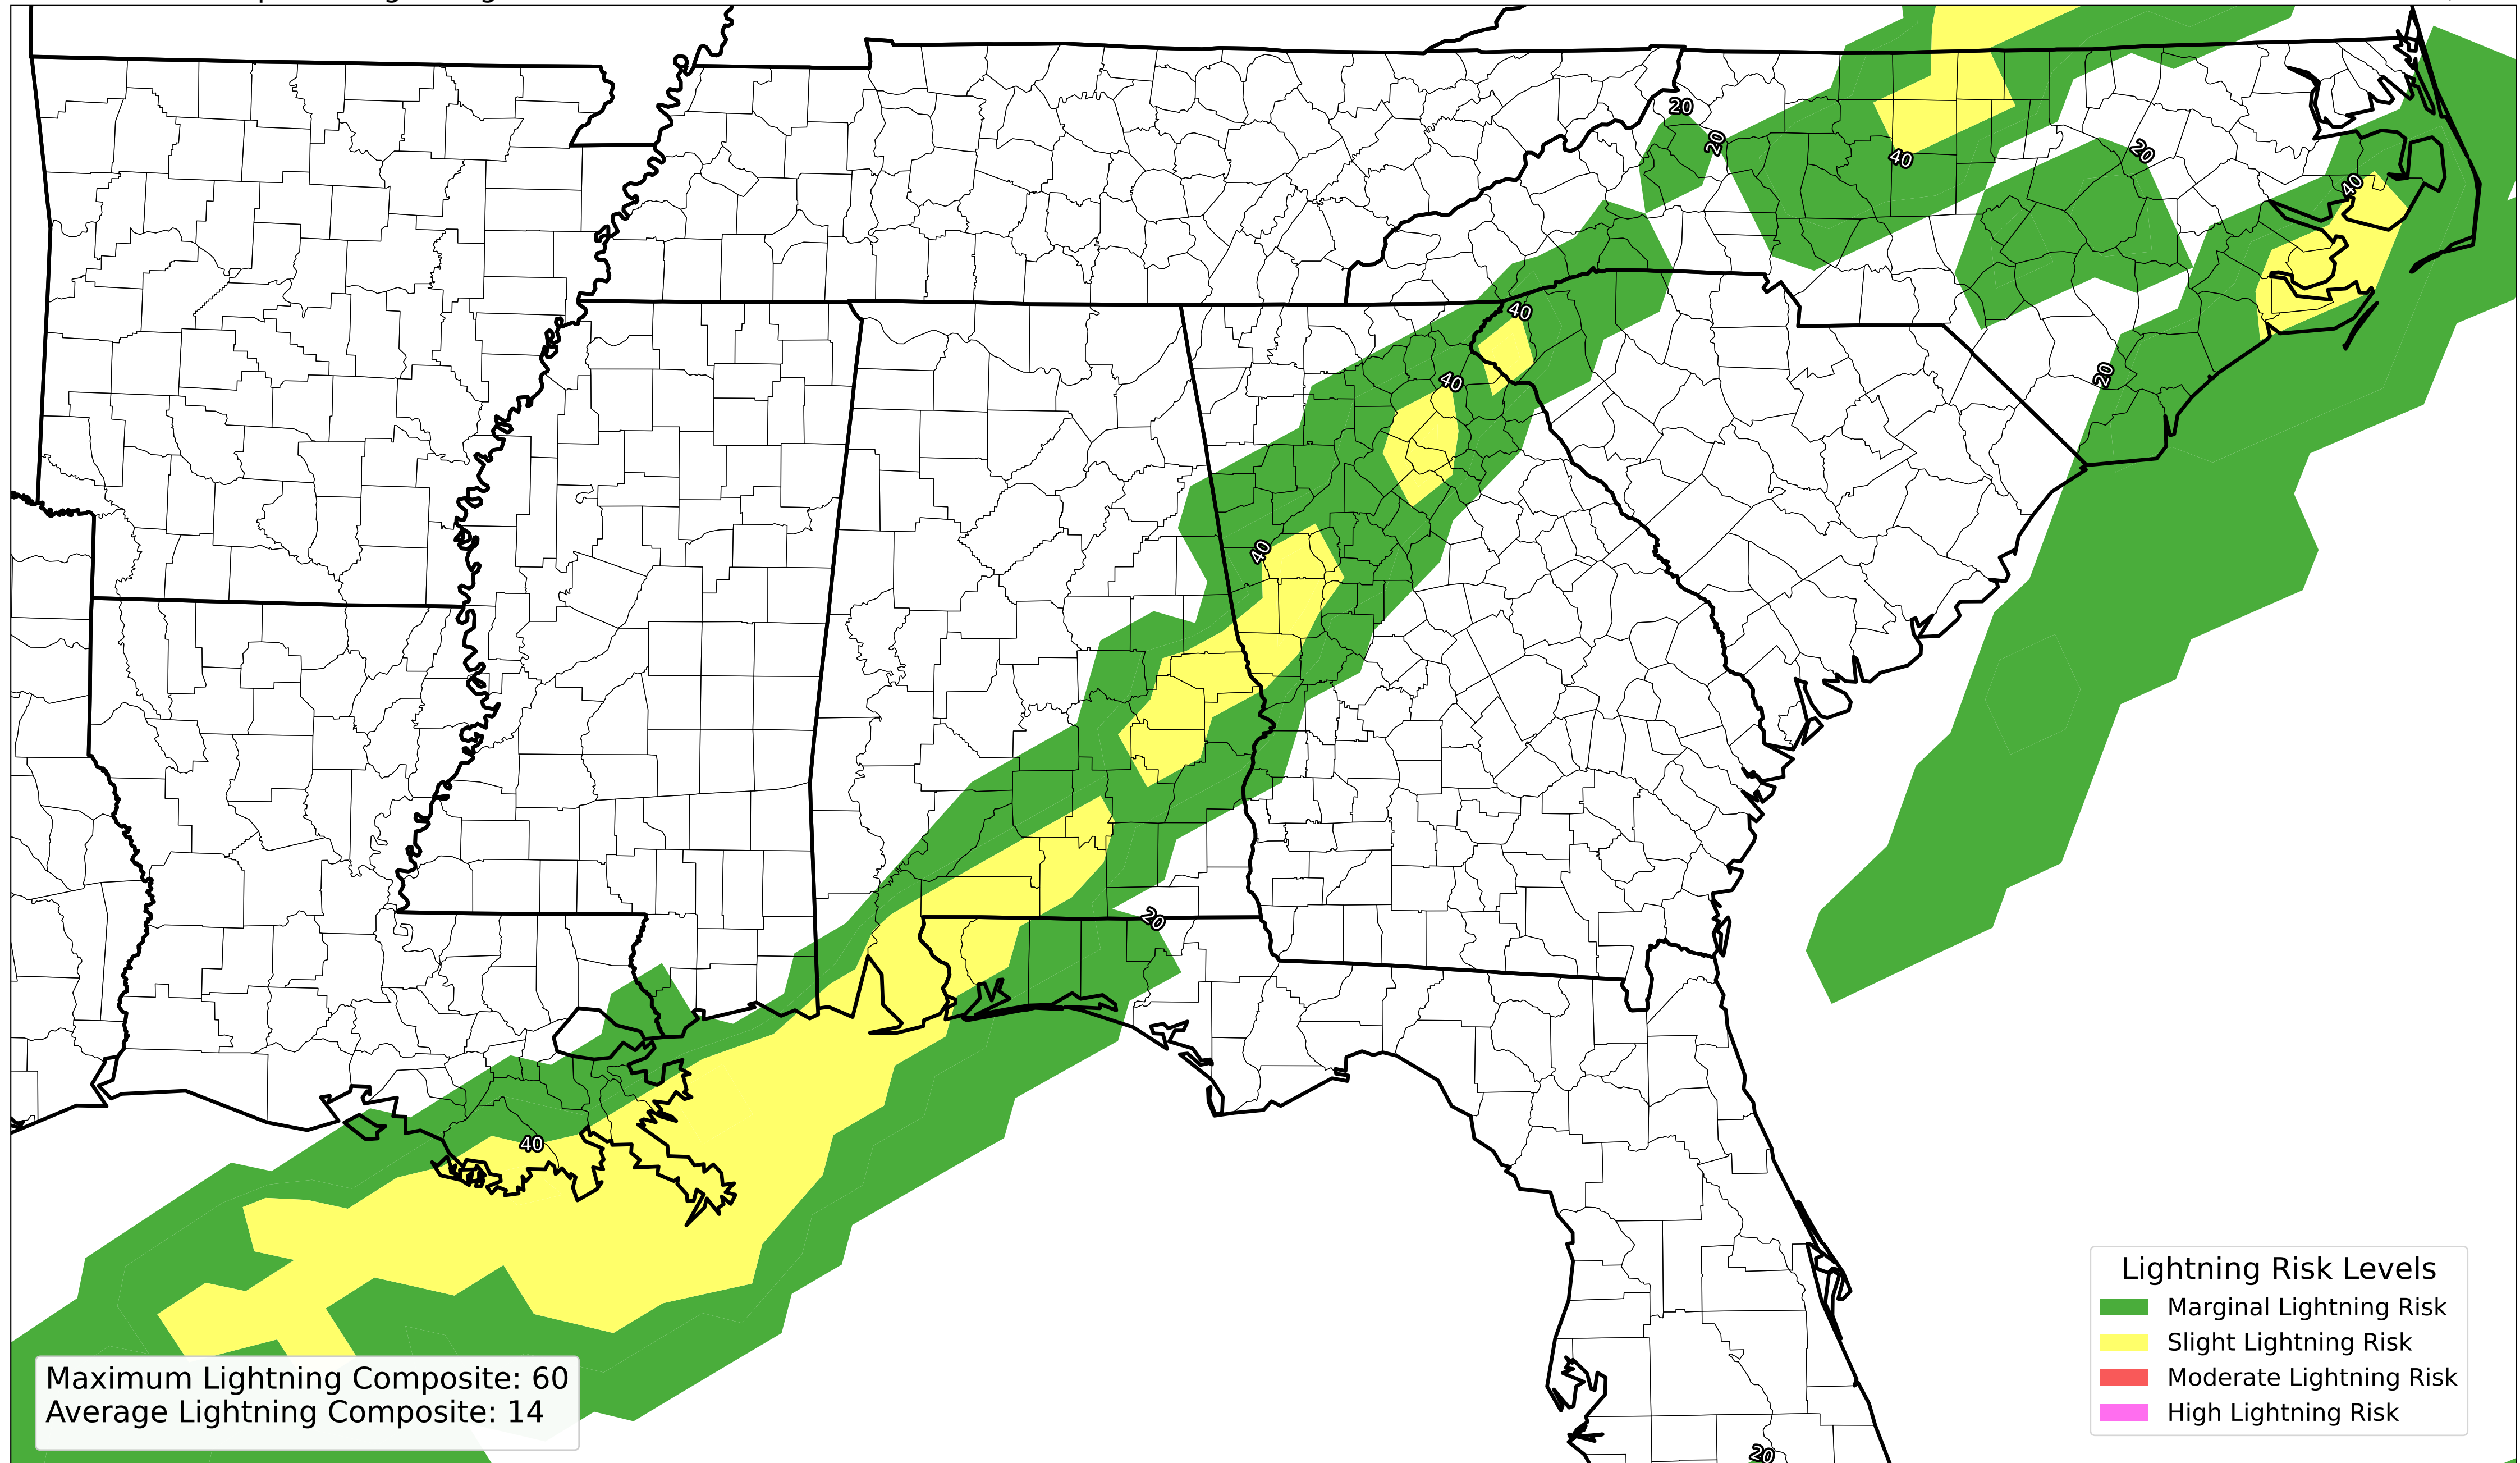 20
20
40
20
40
40
40
20
40
20
40
Lightning Risk Levels
Marginal Lightning Risk
Slight Lightning Risk
Moderate Lightning Risk
High Lightning Risk
Maximum Lightning Composite: 60
Average Lightning Composite: 14
20